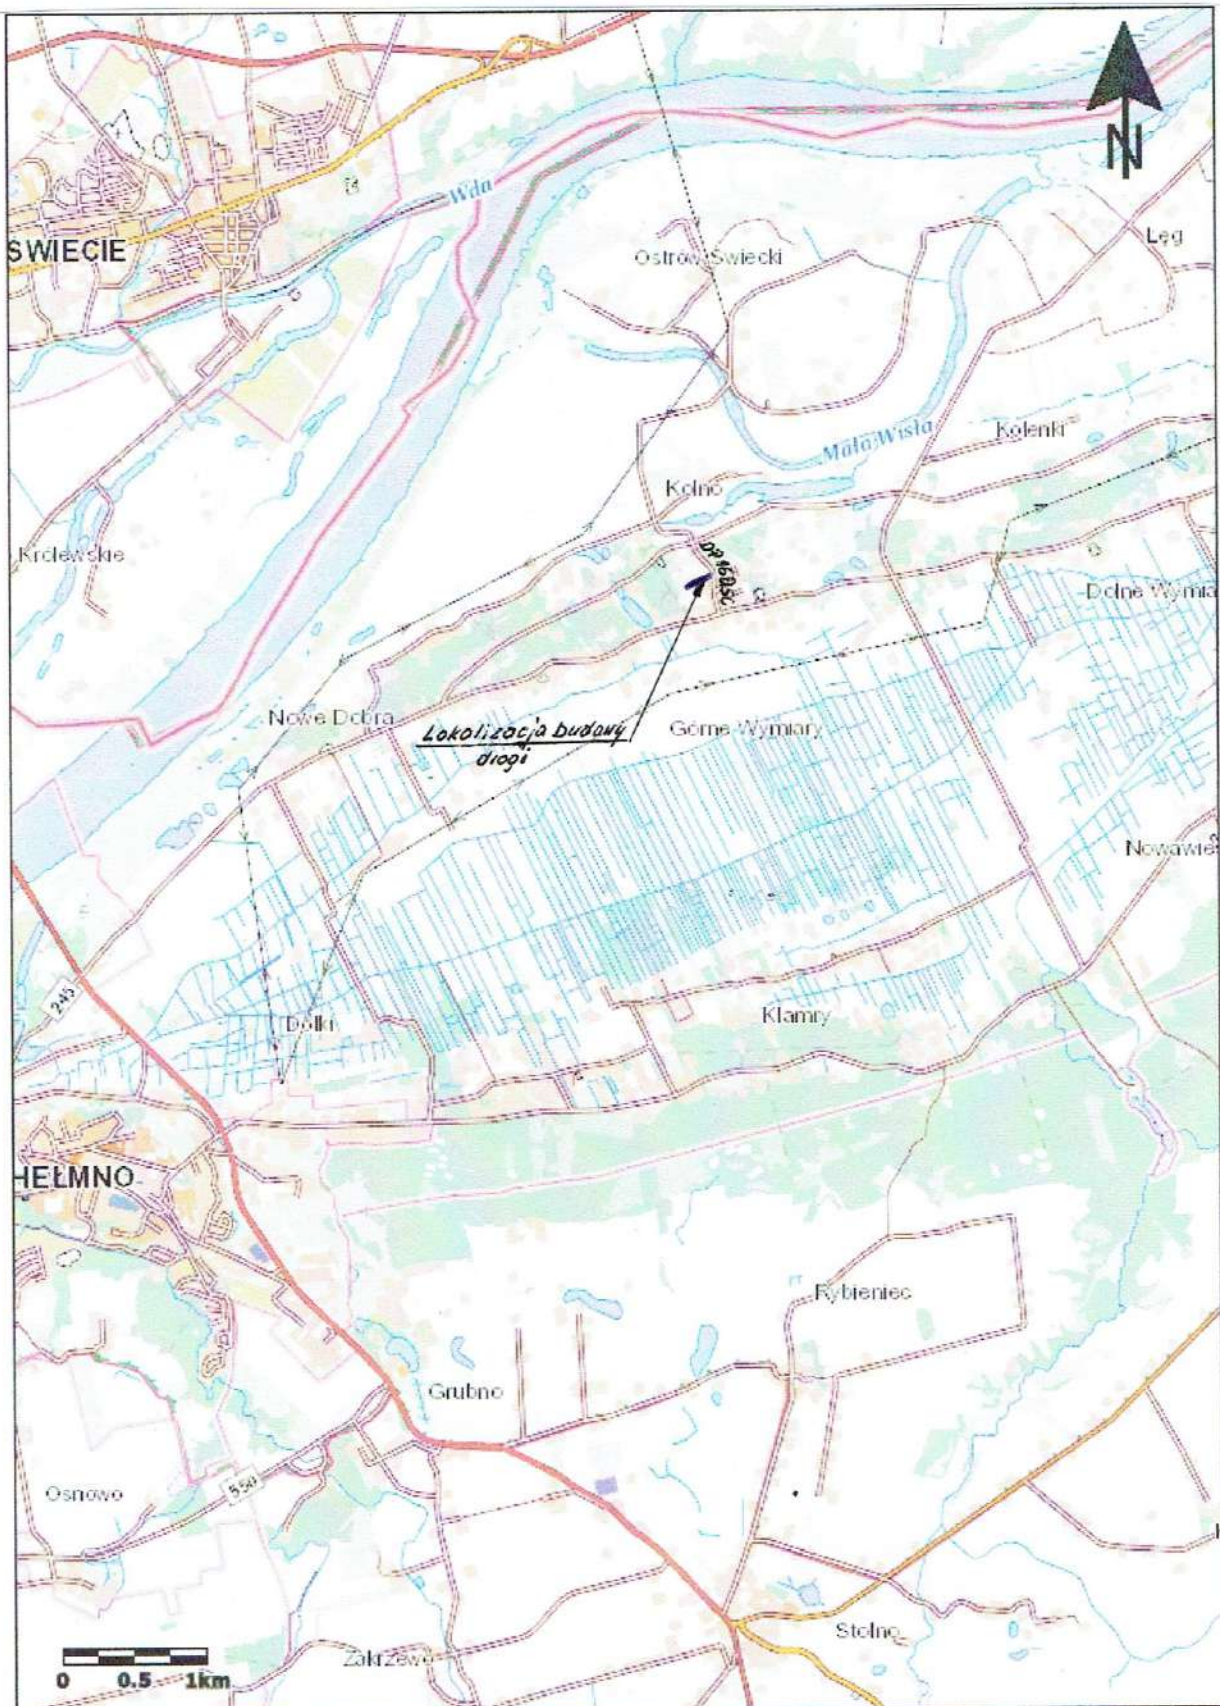 N
Wda
ŚWIECIE
Ostrów Świecki
Łęg
Mała Wisła
Kolenki
Kolno
Królewskie
Dolne Wymia
Nowe Dobra
Lokalizacja budowy
drogi
Górne Wymiary
Nowawieś
245
Dolki
Klamry
HEŁMNO
Rybieniec
Grubno
550
Osnowo
Stolno
Zakrzewo
0 0.5 1km